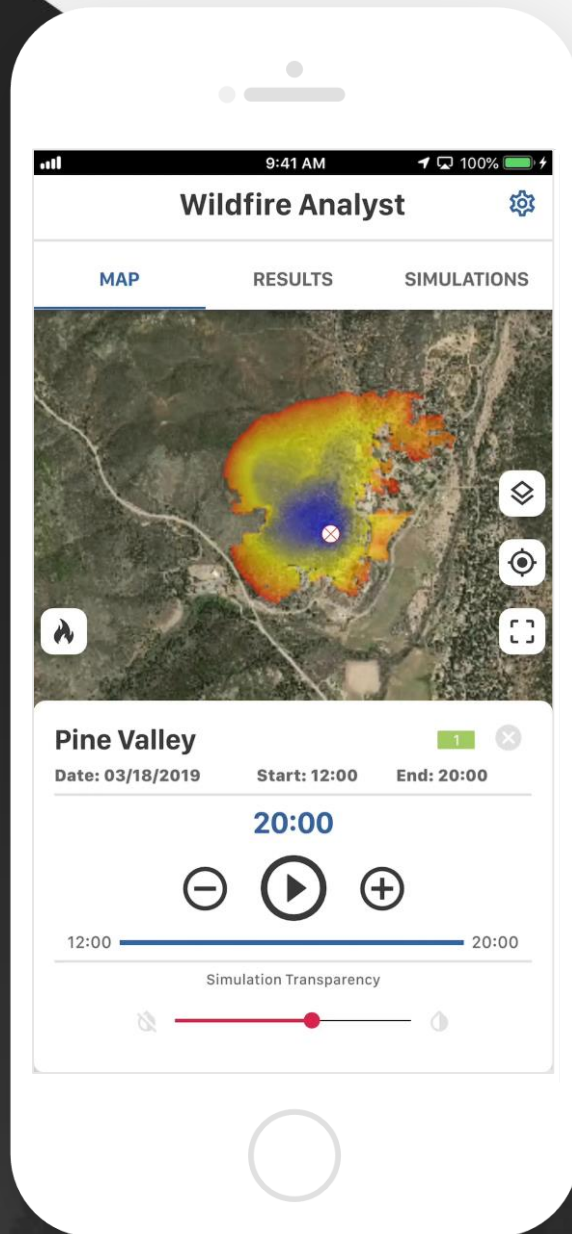 9:41 AM 100%
Wildfire Analyst
MAP RESULTS SIMULATIONS
Pine Valley 1
Date: 03/18/2019 Start: 12:00 End: 20:00
20:00
12:00 20:00
Simulation Transparency